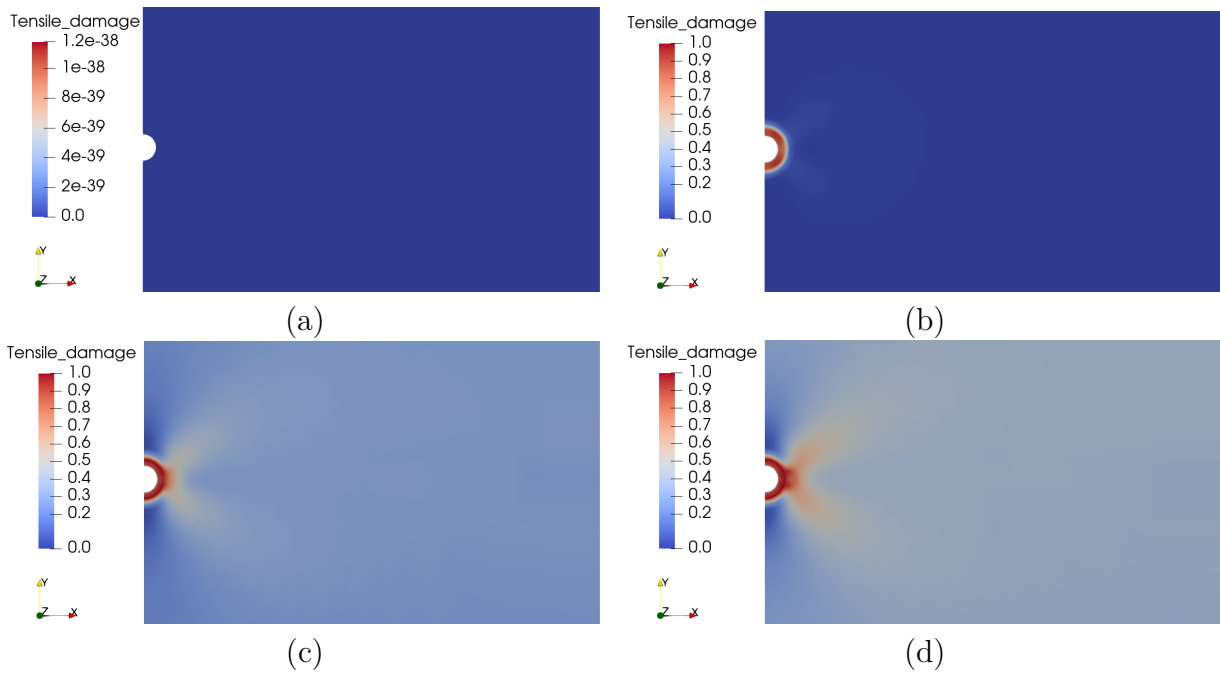 Tensile_damage
1.2e-38
1e-38
8e-39
6e-39
4e-39
2e-39
0.0
Y
Z X
(a)
Tensile_damage
1.0
0.9
0.8
0.7
0.6
0.5
0.4
0.3
0.2
0.0
Y
Z X
(b)
Tensile_damage
1.0
0.9
0.8
0.7
0.6
0.5
0.4
0.3
0.2
0.0
Y
Z X
(c)
Tensile_damage
1.0
0.9
0.8
0.7
0.6
0.5
0.4
0.3
0.2
0.0
Y
Z X
(d)